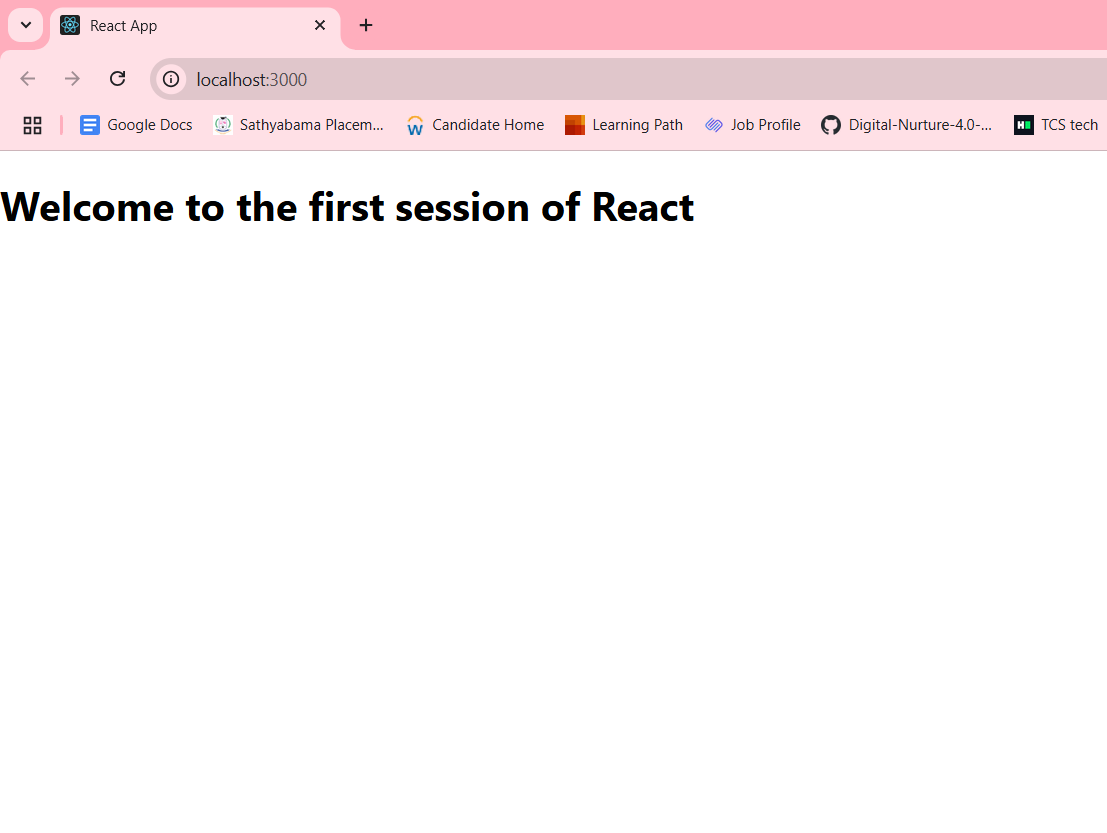 React App
localhost:3000
Google Docs Sathyabama Placem... Candidate Home Learning Path Job Profile Digital-Nurture-4.0-... TCS tech
Welcome to the first session of React